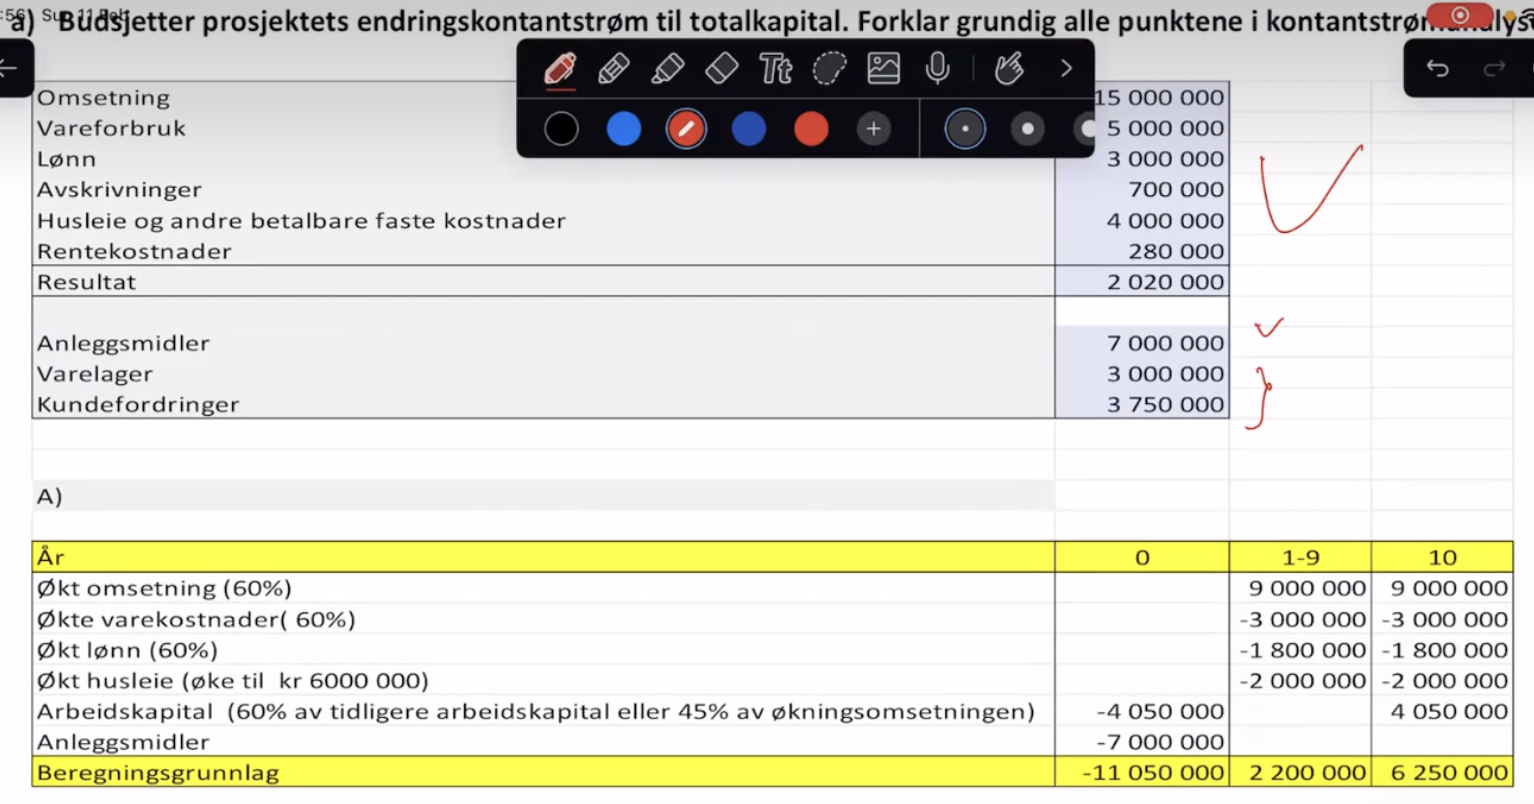 a) Budsjetter prosjektets endringskontantstrøm til totalkapital. Forklar grundig alle punktene i
Tt
Omsetning 15 000 000
Vareforbruk 5 000 000
Lønn 3 000 000
Avskrivninger 700 000
Husleie og andre betalbare faste kostnader 4 000 000
Rentekostnader 280 000
Resultat 2 020 000
Anleggsmidler 7 000 000
Varelager 3 000 000
Kundefordringer 3 750 000
A)
År 0 1-9 10
Økt omsetning (60%) 9 000 000 9 000 000
Økte varekostnader( 60%) -3 000 000 -3 000 000
Økt lønn (60%) -1 800 000 -1 800 000
Økt husleie (øke til kr 6000 000) -2 000 000 -2 000 000
Arbeidskapital (60% av tidligere arbeidskapital eller 45% av økningsomsetningen) -4 050 000 4 050 000
Anleggsmidler -7 000 000
Beregningsgrunnlag -11 050 000 2 200 000 6 250 000